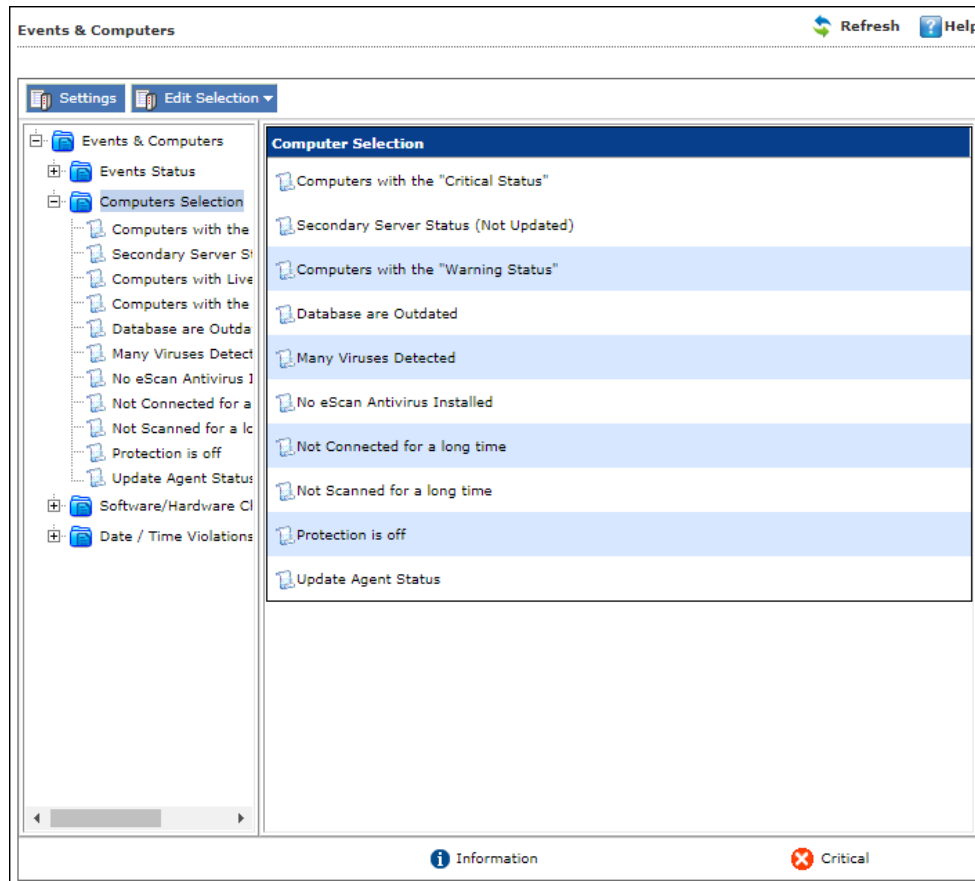 Events & Computers
Refresh
Help
Settings
Edit Selection
Events & Computers
Events Status
Computers Selection
Computers with the
Secondary Server St
Computers with Live
Computers with the
Database are Outda
Many Viruses Detect
No eScan Antivirus I
Not Connected for a
Not Scanned for a lo
Protection is off
Update Agent Status
Software/Hardware Cl
Date / Time Violations
Computer Selection
Computers with the "Critical Status"
Secondary Server Status (Not Updated)
Computers with the "Warning Status"
Database are Outdated
Many Viruses Detected
No eScan Antivirus Installed
Not Connected for a long time
Not Scanned for a long time
Protection is off
Update Agent Status
Information
Critical